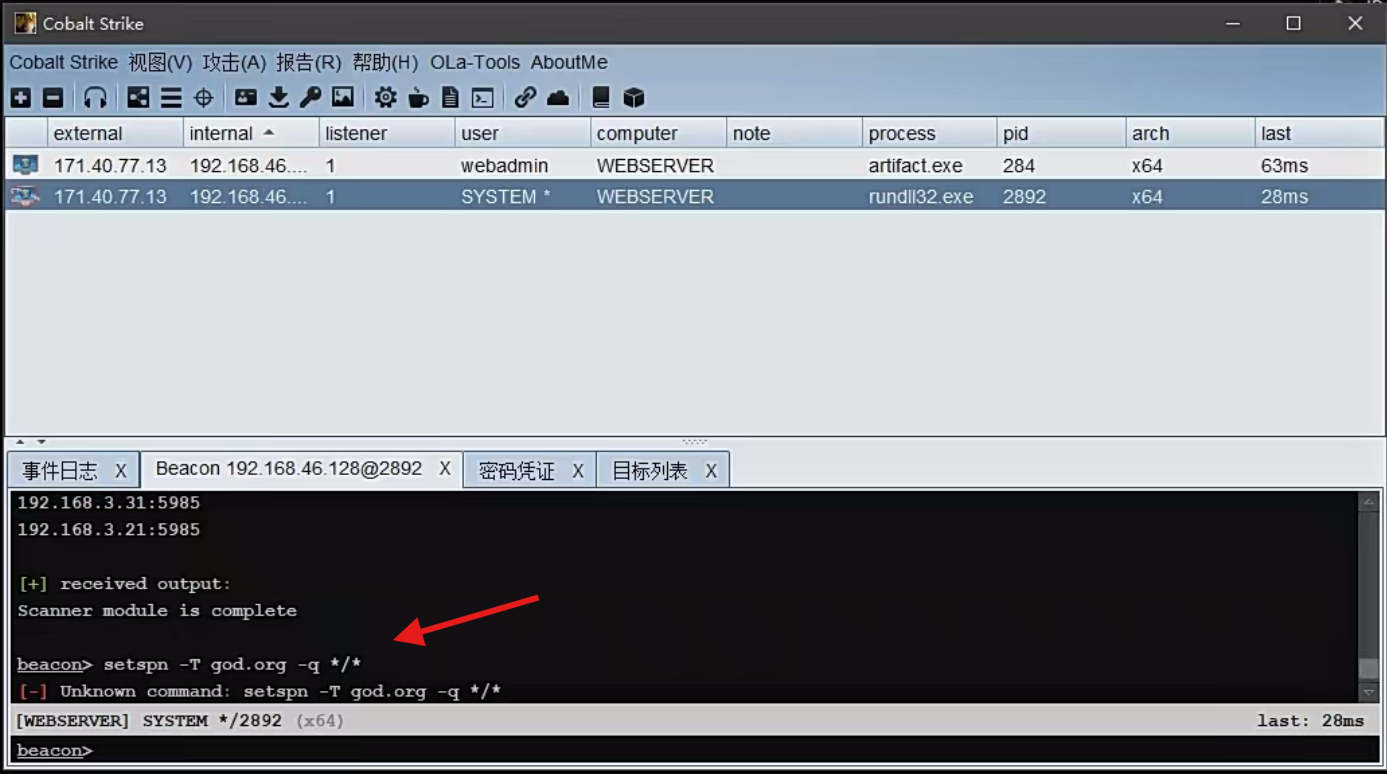 Cobalt Strike
Cobalt Strike 视图(V) 攻击(A) 报告(R) 帮助(H) OLa-Tools AboutMe
external internal listener user computer note process pid arch last
171.40.77.13 192.168.46.... 1 webadmin WEBSERVER artifact.exe 284 x64 63ms
171.40.77.13 192.168.46.... 1 SYSTEM * WEBSERVER rundll32.exe 2892 x64 28ms
事件日志 X Beacon 192.168.46.128@2892 X 密码凭证 X 目标列表 X
192.168.3.31:5985
192.168.3.21:5985
[+] received output:
Scanner module is complete
beacon> setspn -T god.org -q */*
[-] Unknown command: setspn -T god.org -q */*
[WEBSERVER] SYSTEM */2892 (x64) last: 28ms
beacon>